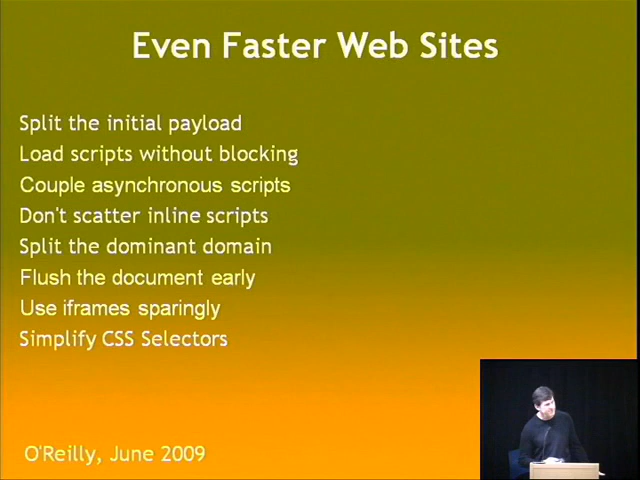 Even Faster Web Sites
Split the initial payload
Load scripts without blocking
Couple asynchronous scripts
Don't scatter inline scripts
Split the dominant domain
Flush the document early
Use iframes sparingly
Simplify CSS Selectors
O'Reilly, June 2009